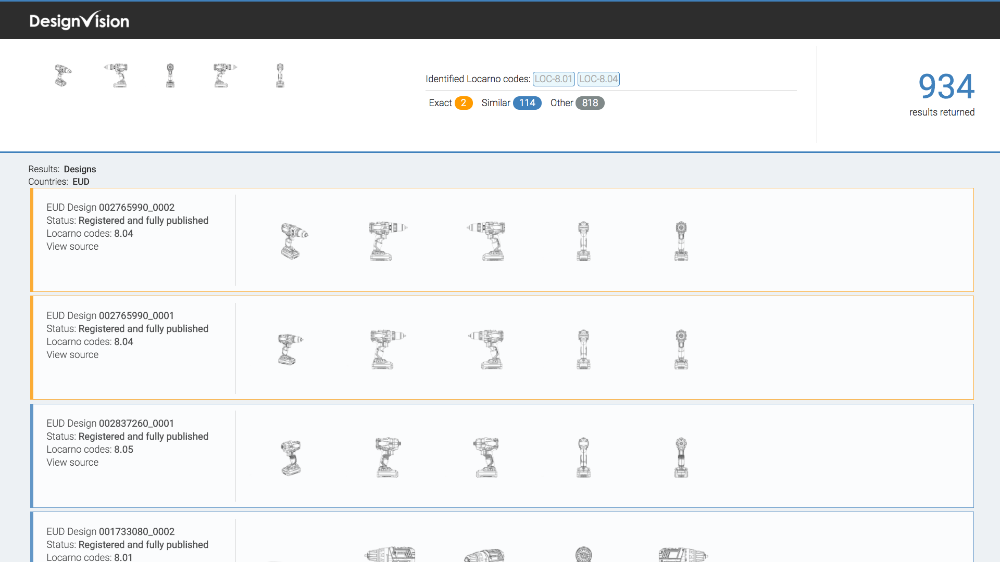 DesignVision
Identified Locarno codes: LOC-8.01 LOC-8.04
Exact 2 Similar 114 Other 818
934
results returned
Results: Designs
Countries: EUD
EUD Design 002765990_0002
Status: Registered and fully published
Locarno codes: 8.04
View source
EUD Design 002765990_0001
Status: Registered and fully published
Locarno codes: 8.04
View source
EUD Design 002837260_0001
Status: Registered and fully published
Locarno codes: 8.05
View source
EUD Design 001733080_0002
Status: Registered and fully published
Locarno codes: 8.01